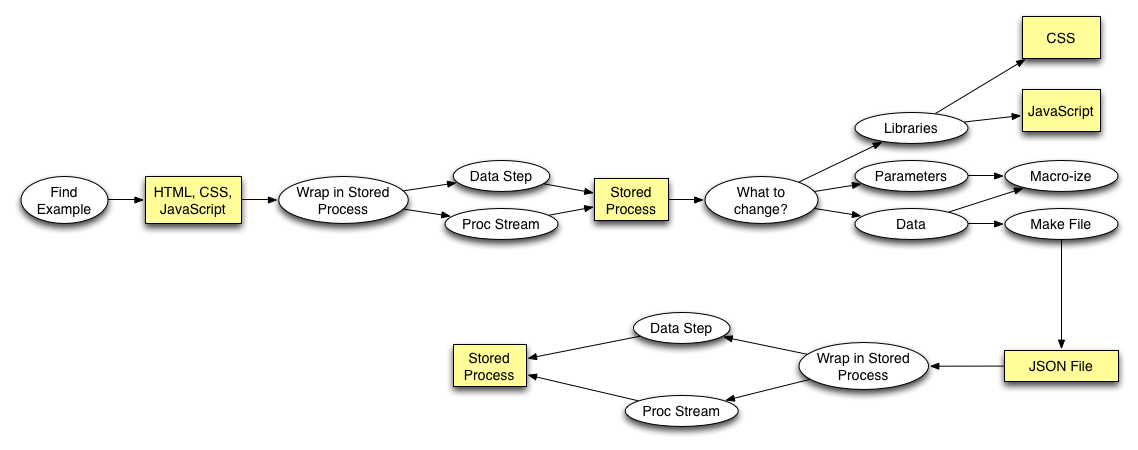 CSS
JavaScript
Libraries
Find
Example
HTML, CSS,
JavaScript
Wrap in Stored
Process
Data Step
Proc Stream
Stored
Process
What to
change?
Parameters
Macro-ize
Data
Make File
Stored
Process
Data Step
Proc Stream
Wrap in Stored
Process
JSON File